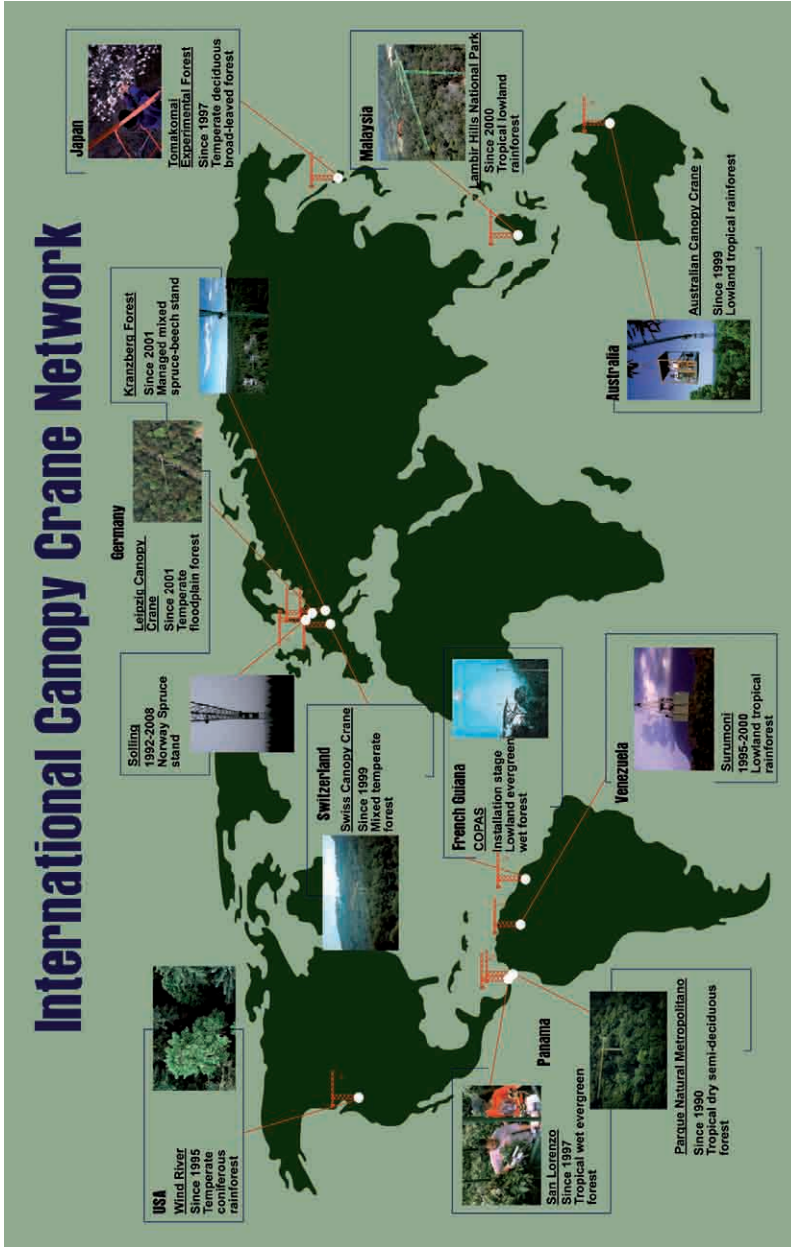 International Canopy Crane Network
USA
Wind River
Since 1995
Temperate
coniferous
rainforest
Solling
1992-2008
Norway Spruce
stand
Germany
Leipzig Canopy
Crane
Since 2001
Temperate
floodplain forest
Kranzberg Forest
Since 2001
Managed mixed
spruce-beech stand
Japan
Tomakomai
Experimental Forest
Since 1997
Temperate deciduous
broad-leaved forest
Switzerland
Swiss Canopy Crane
Since 1999
Mixed temperate
forest
Malaysia
Lambir Hills National Park
Since 2000
Tropical lowland
rainforest
French Guiana
COPAS
Installation stage
Lowland evergreen
wet forest
Panama
San Lorenzo
Since 1997
Tropical wet evergreen
forest
Parque Natural Metropolitano
Since 1990
Tropical dry semi-deciduous
forest
Venezuela
Surumoni
1995-2000
Lowland tropical
rainforest
Australia
Australian Canopy Crane
Since 1999
Lowland tropical rainforest